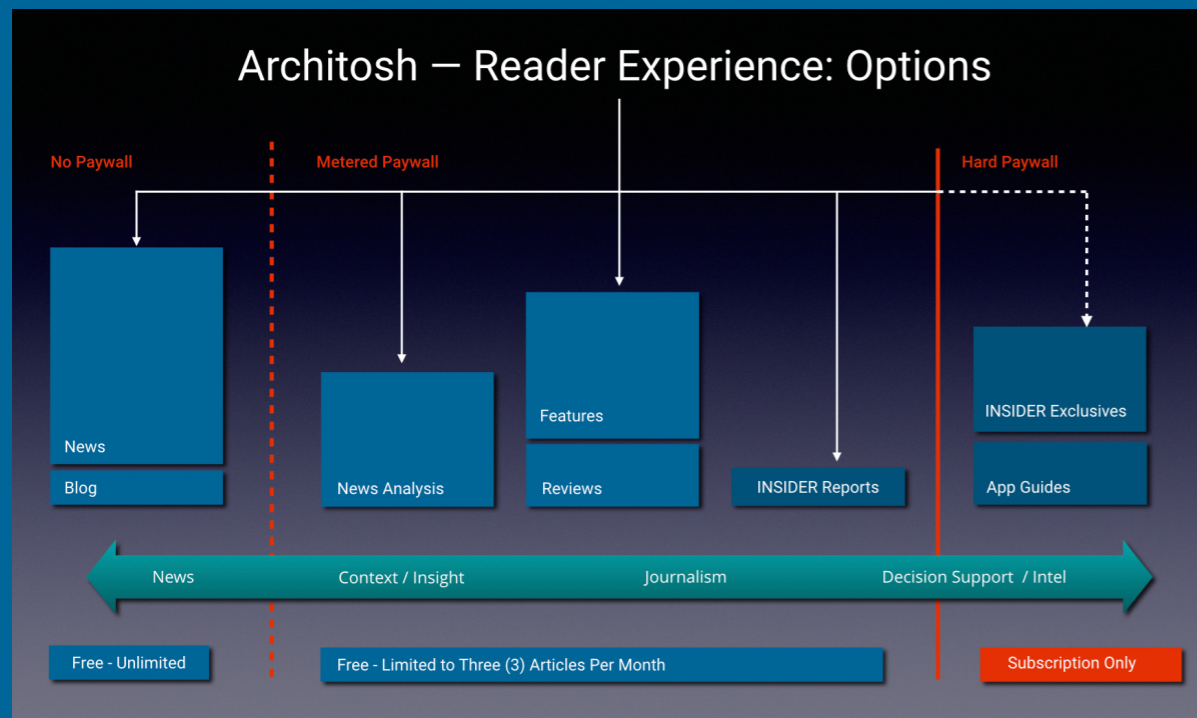 Architosh — Reader Experience: Options
No Paywall
Metered Paywall
Hard Paywall
News
Blog
News Analysis
Features
Reviews
INSIDER Reports
INSIDER Exclusives
App Guides
News
Context / Insight
Journalism
Decision Support / Intel
Free - Unlimited
Free - Limited to Three (3) Articles Per Month
Subscription Only